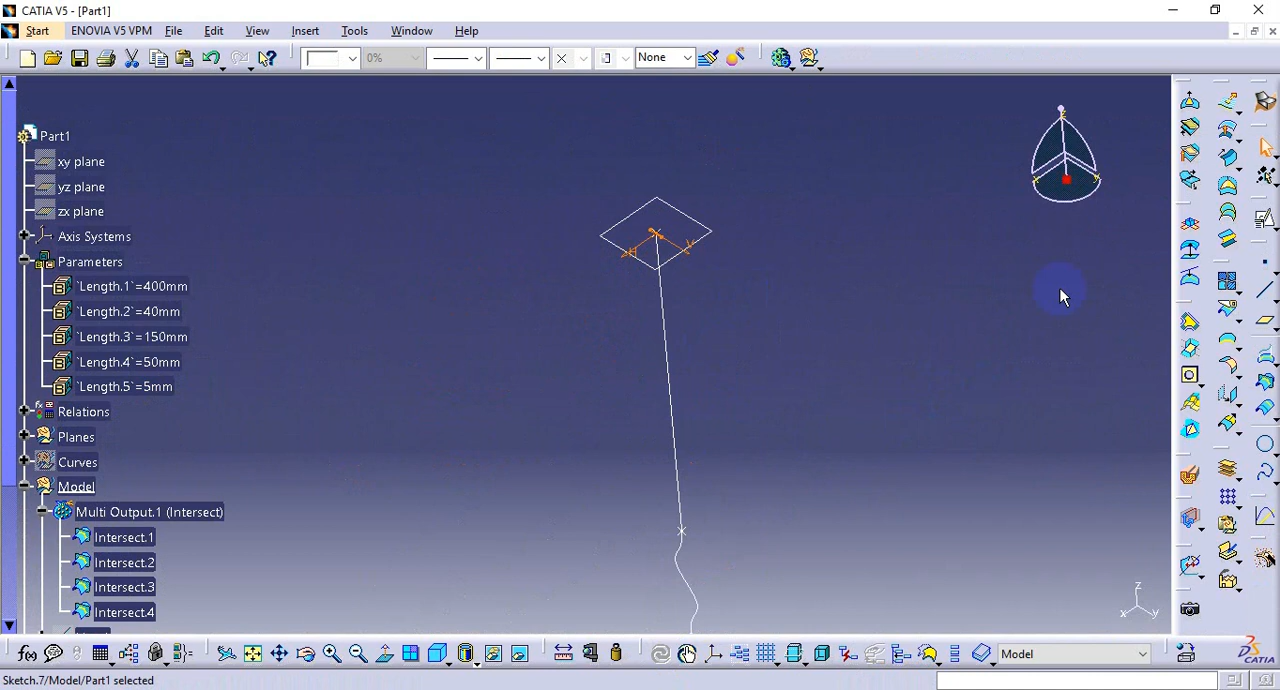 CATIA V5 - [Part1]
Start ENOVIA V5 VPM File Edit View Insert Tools Window Help
0% None
Part1
xy plane
yz plane
zx plane
Axis Systems
Parameters
`Length.1`=400mm
`Length.2`=40mm
`Length.3`=150mm
`Length.4`=50mm
`Length.5`=5mm
Relations
Planes
Curves
Model
Multi Output.1 (Intersect)
Intersect.1
Intersect.2
Intersect.3
Intersect.4
H V
z
x y
f(x) Model
CATIA
Sketch.7/Model/Part1 selected